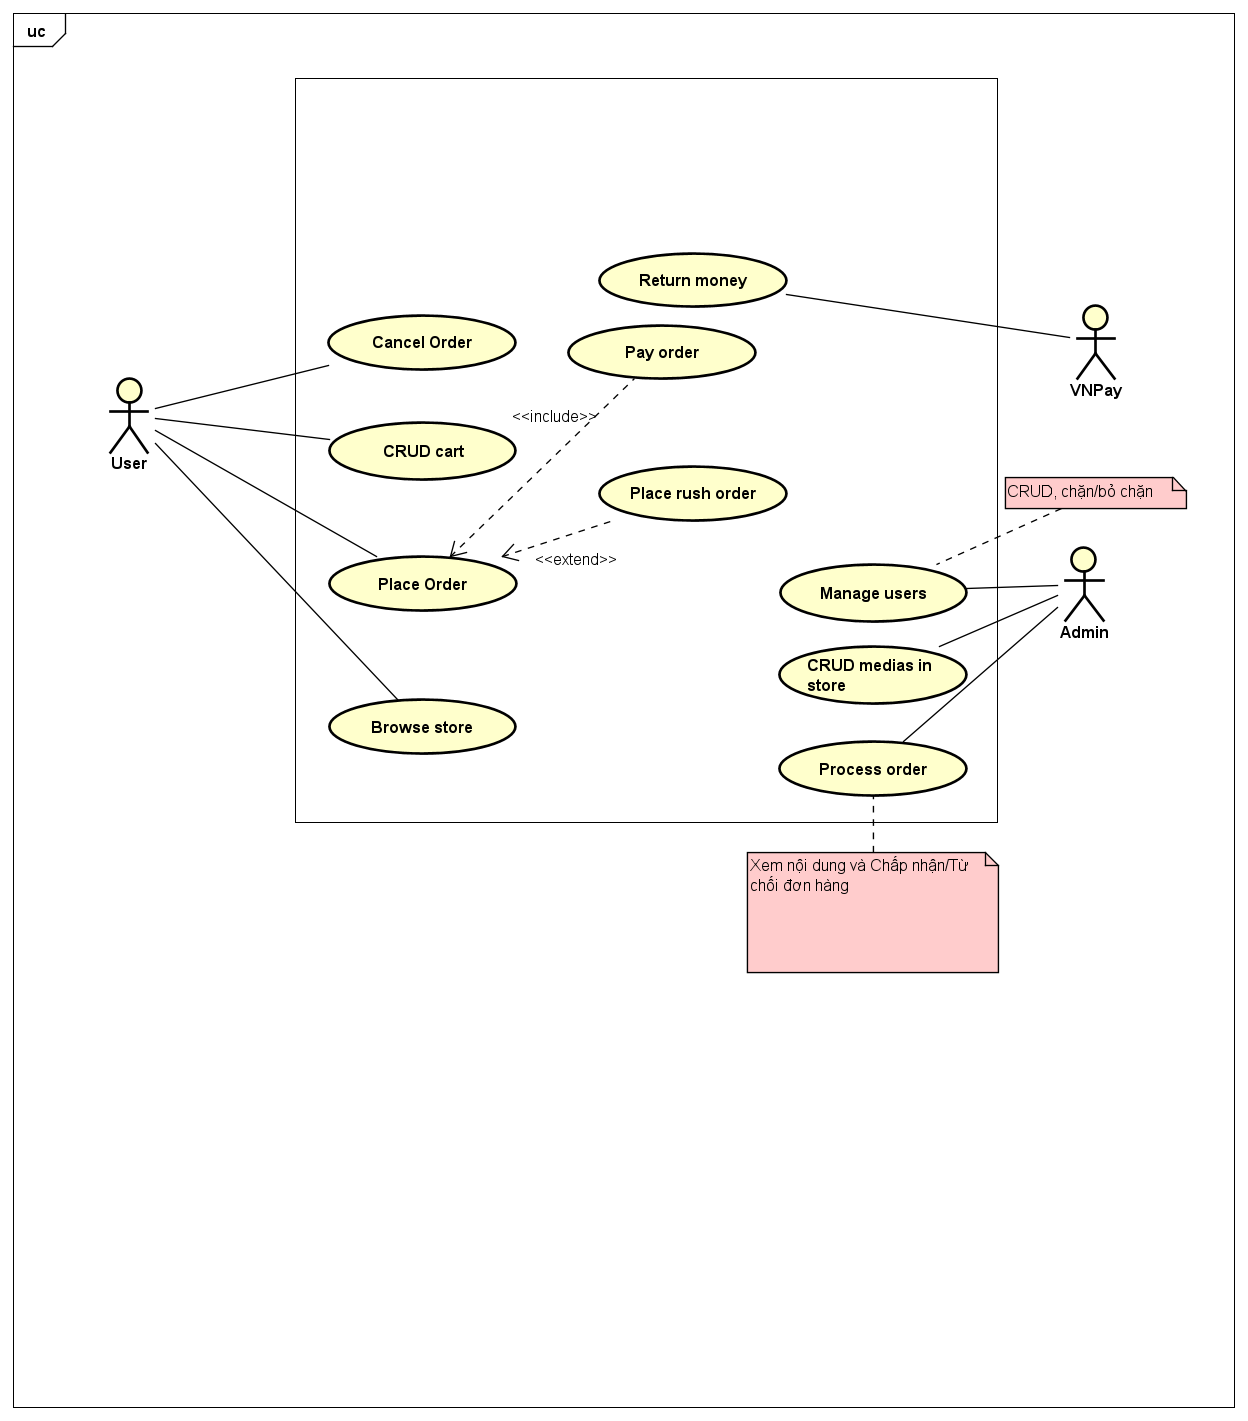 uc
Return money
Cancel Order
Pay order
VNPay
<<include>>
CRUD cart
User
Place rush order
CRUD, chặn/bỏ chặn
<<extend>>
Place Order
Manage users
Admin
CRUD medias in
store
Browse store
Process order
Xem nội dung và Chấp nhận/Từ
chối đơn hàng